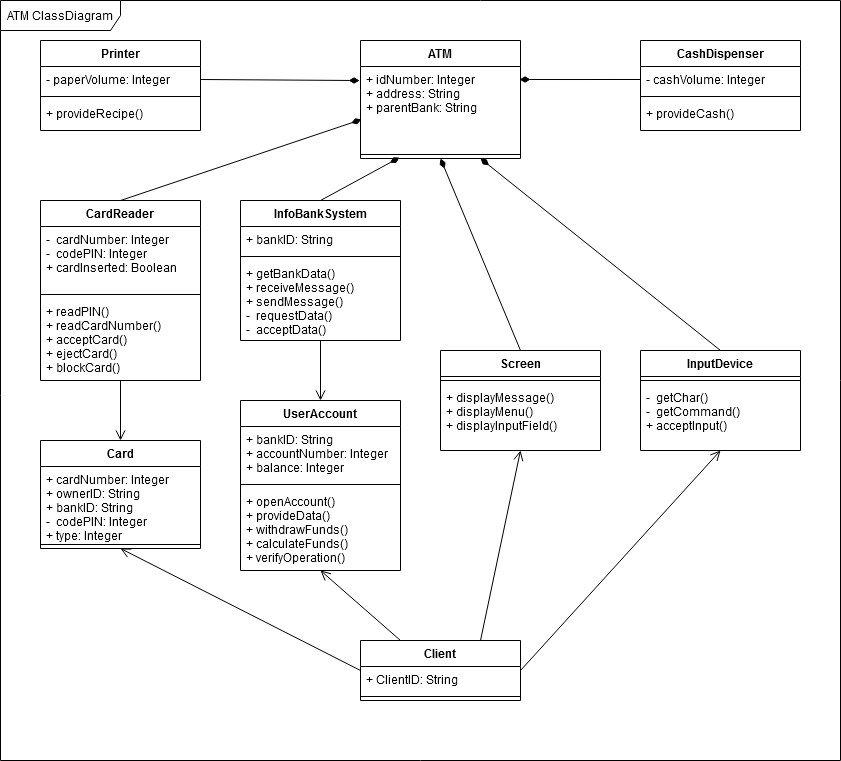 ATM ClassDiagram
Printer
- paperVolume: Integer
+ provideRecipe()
ATM
+ idNumber: Integer
+ address: String
+ parentBank: String
CashDispenser
- cashVolume: Integer
+ provideCash()
CardReader
- cardNumber: Integer
- codePIN: Integer
+ cardInserted: Boolean
+ readPIN()
+ readCardNumber()
+ acceptCard()
+ ejectCard()
+ blockCard()
InfoBankSystem
+ bankID: String
+ getBankData()
+ receiveMessage()
+ sendMessage()
- requestData()
- acceptData()
Screen
+ displayMessage()
+ displayMenu()
+ displayInputField()
InputDevice
- getChar()
- getCommand()
+ acceptInput()
Card
+ cardNumber: Integer
+ ownerID: String
+ bankID: String
- codePIN: Integer
+ type: Integer
UserAccount
+ bankID: String
+ accountNumber: Integer
+ balance: Integer
+ openAccount()
+ provideData()
+ withdrawFunds()
+ calculateFunds()
+ verifyOperation()
Client
+ ClientID: String